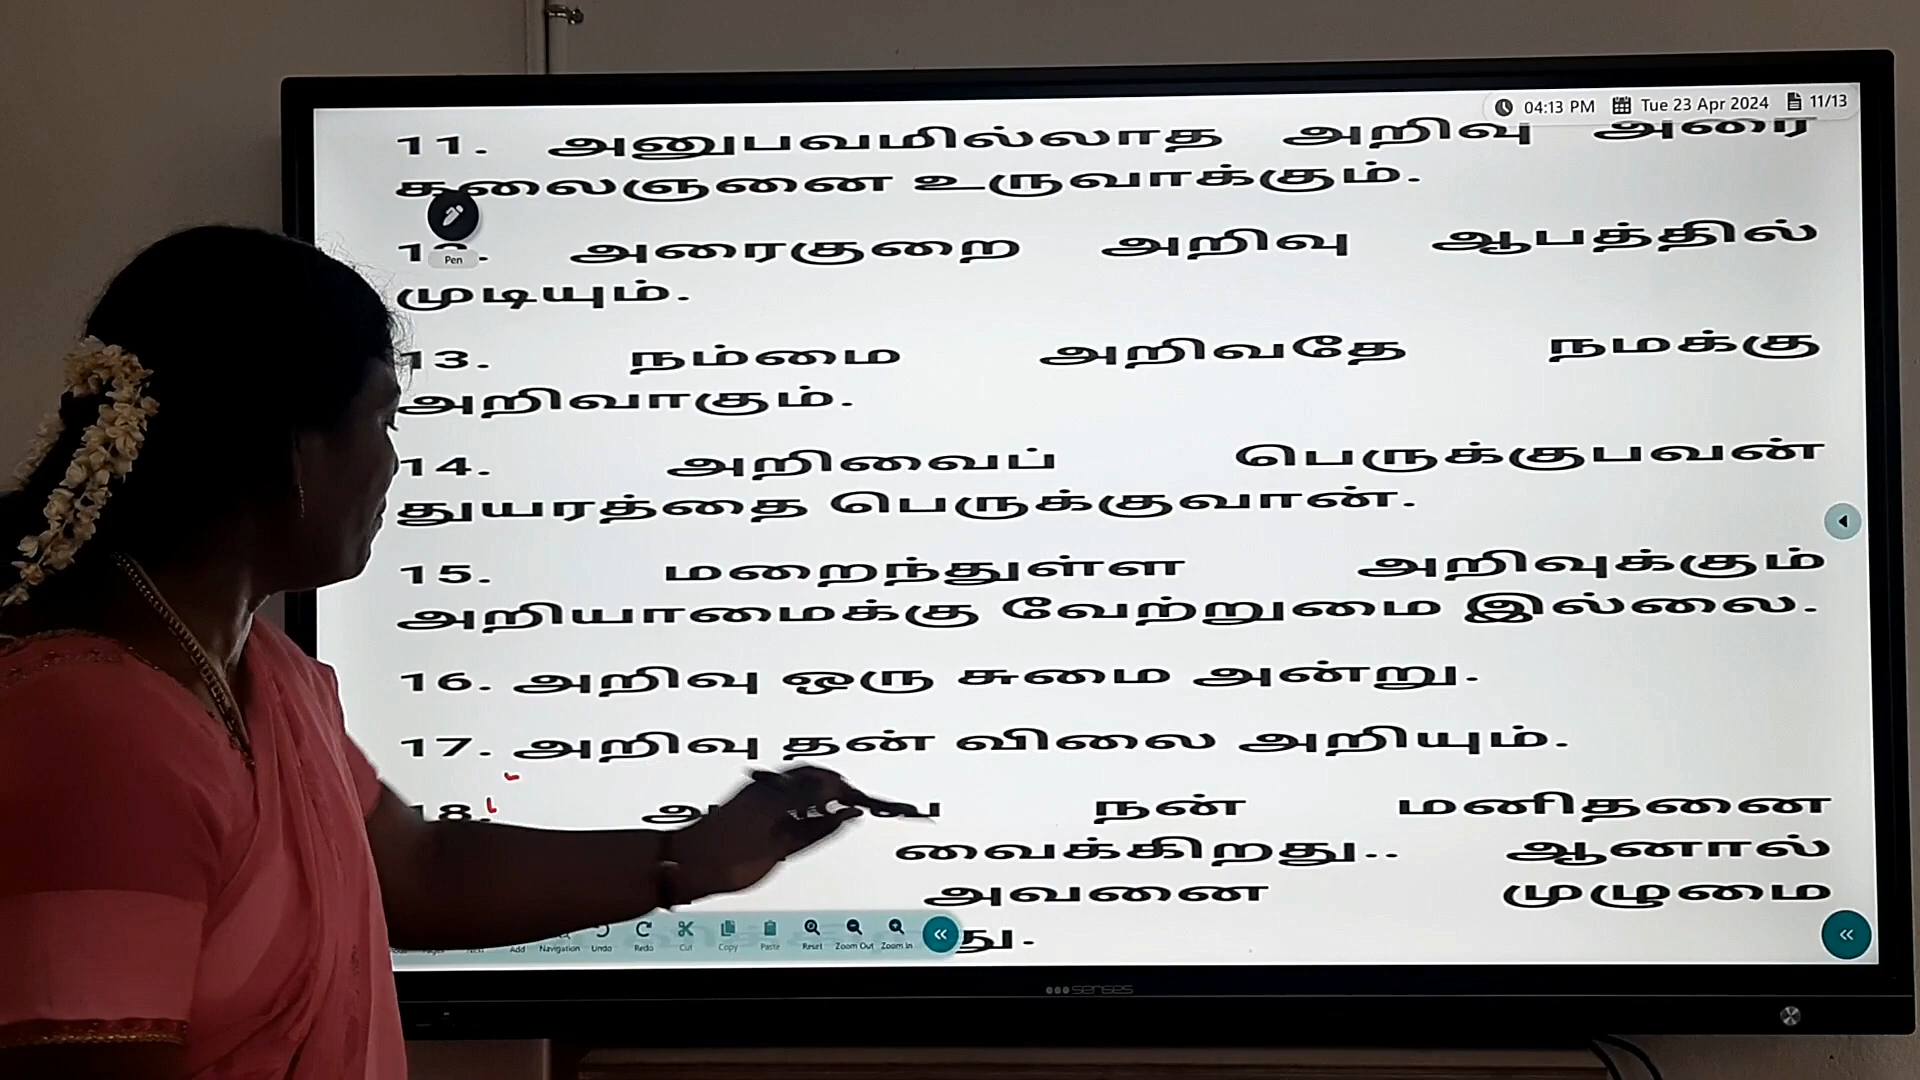 04:13 PM Tue 23 Apr 2024 11/13
11. அனுபவமில்லாத அறிவு அரை
கலைஞனை உருவாக்கும்.
அரைகுறை அறிவு ஆபத்தில்
Pen
முடியும்.
13. நம்மை அறிவதே நமக்கு
அறிவாகும்.
14. அறிவைப் பெருக்குபவன்
துயரத்தை பெருக்குவான்.
15. மறைந்துள்ள அறிவுக்கும்
அறியாமைக்கு வேற்றுமை இல்லை.
16. அறிவு ஒரு சுமை அன்று.
17. அறிவு தன் விலை அறியும்.
18. நன் மனிதனை
வைக்கிறது.. ஆனால்
அவனை முழுமை
Add Navigation Undo Redo Cut Copy Paste Reset Zoom Out Zoom In
senses